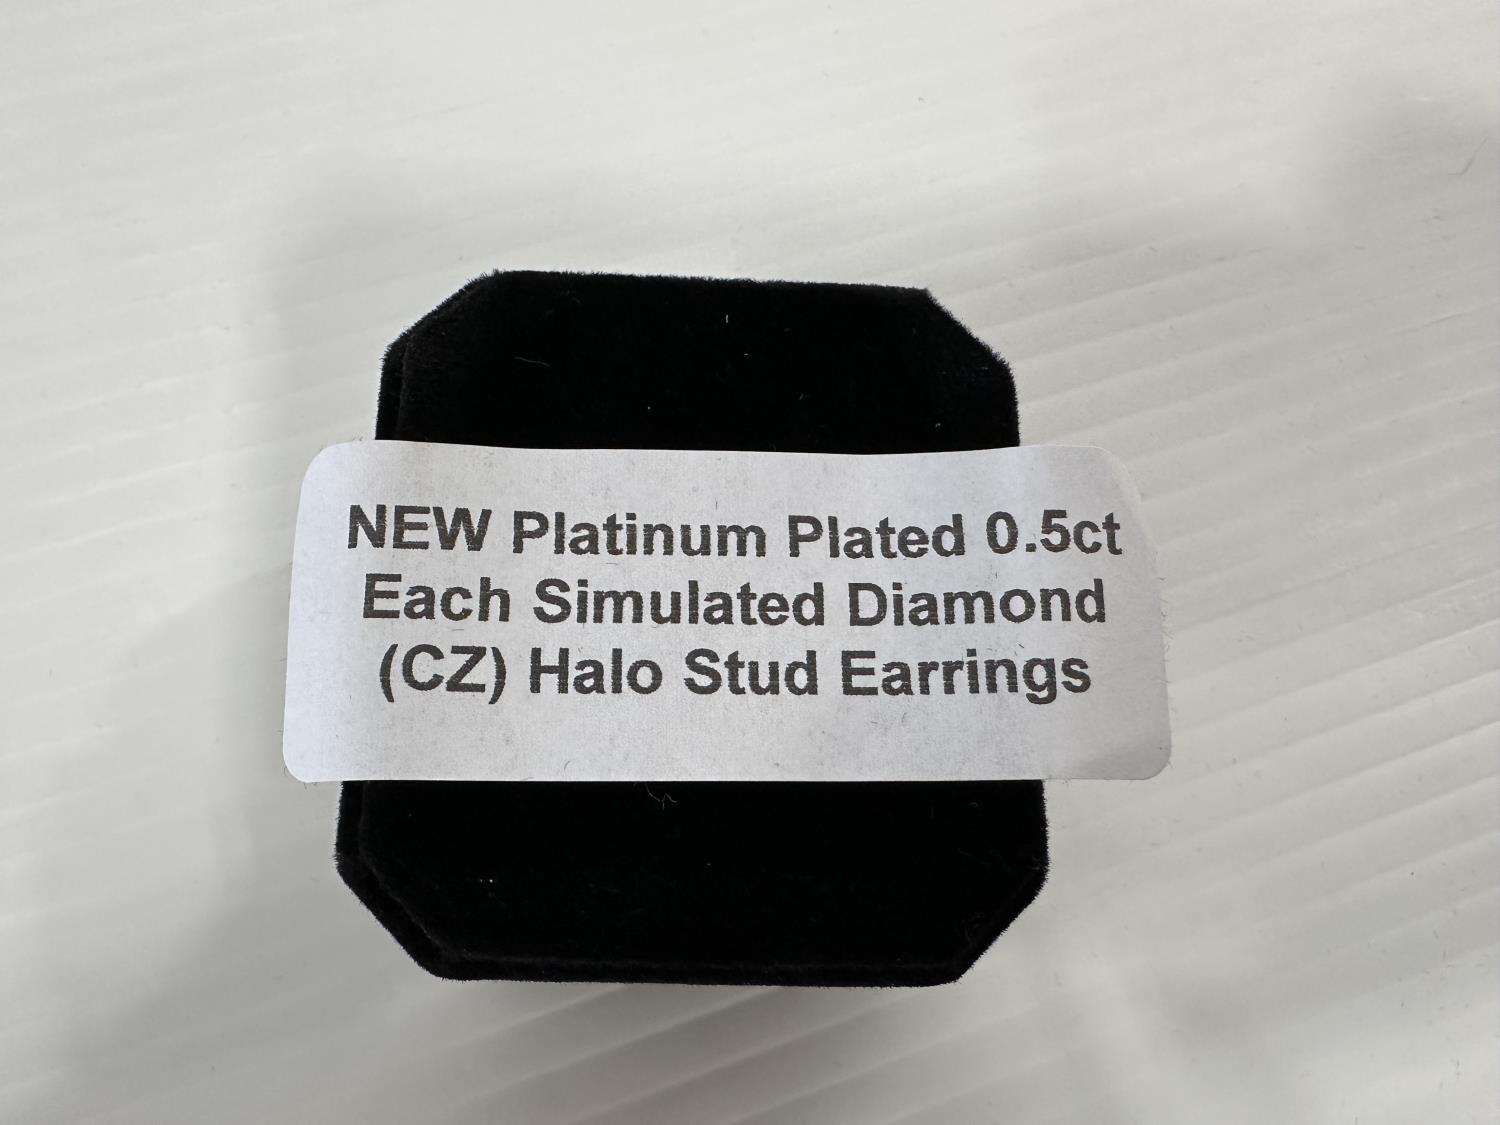 NEW Platinum Plated 0.5ct
Each Simulated Diamond
(CZ) Halo Stud Earrings